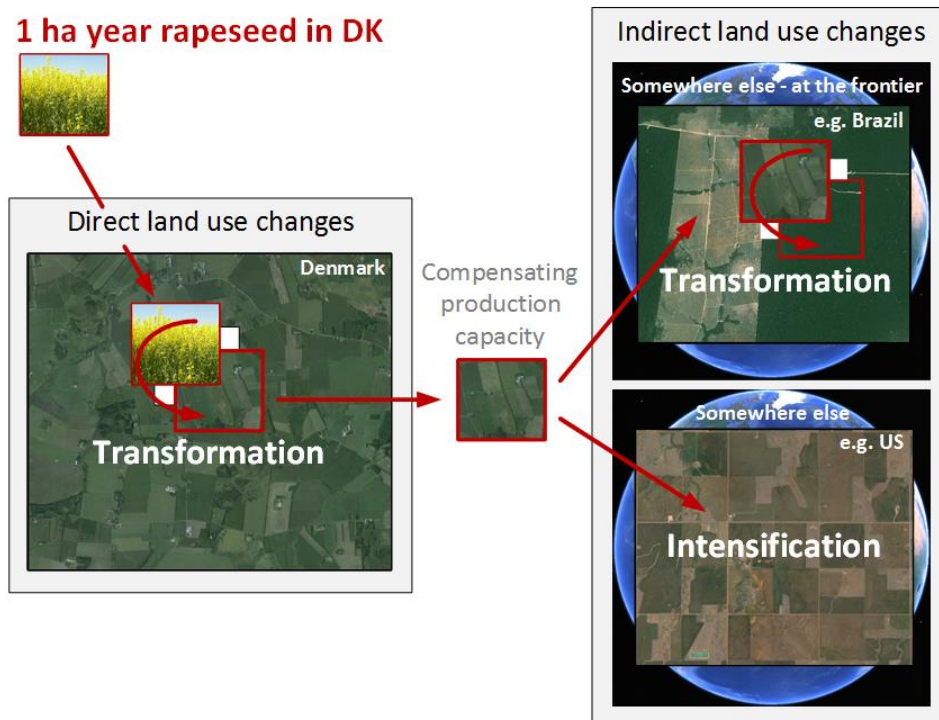 1 ha year rapeseed in DK
Direct land use changes
Denmark
Transformation
Compensating
production
capacity
Indirect land use changes
Somewhere else - at the frontier
e.g. Brazil
Transformation
Somewhere else
e.g. US
Intensification